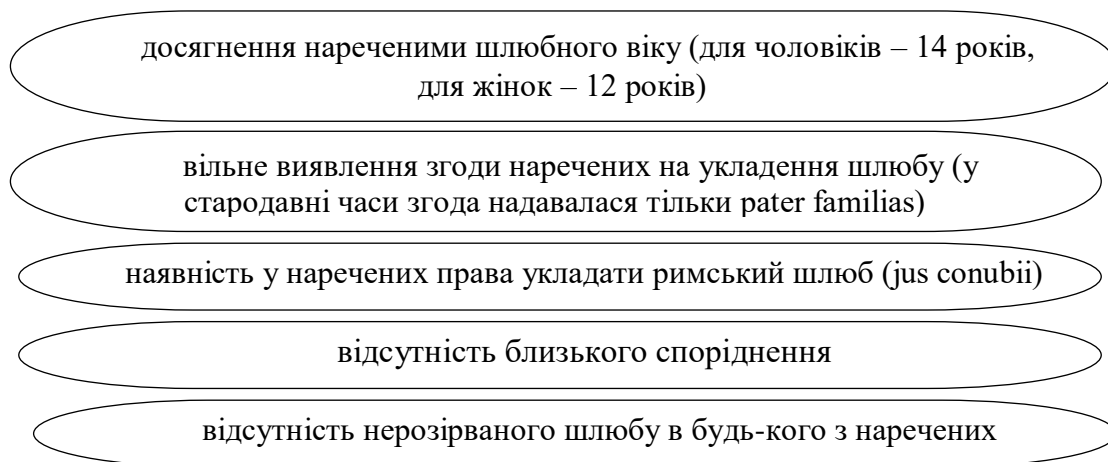 досягнення нареченими шлюбного віку (для чоловіків – 14 років,
для жінок – 12 років)
вільне виявлення згоди наречених на укладення шлюбу (у
стародавні часи згода надавалася тільки pater familias)
наявність у наречених права укладати римський шлюб (jus conubii)
відсутність близького споріднення
відсутність нерозірваного шлюбу в будь-кого з наречених